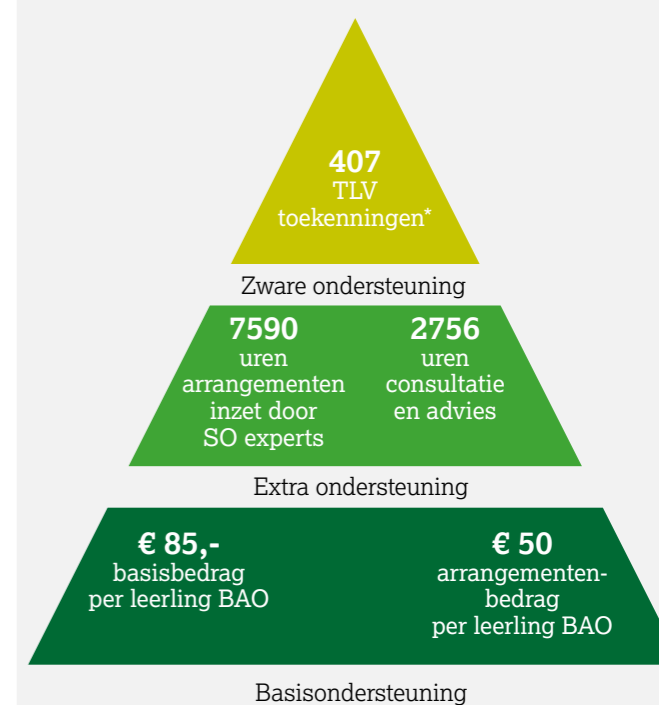 407
TLV
toekenningen*
Zware ondersteuning
7590
uren
arrangementen
inzet door
SO experts
2756
uren
consultatie
en advies
Extra ondersteuning
€ 85,-
basisbedrag
per leerling BAO
€ 50
arrangementen-
bedrag
per leerling BAO
Basisondersteuning